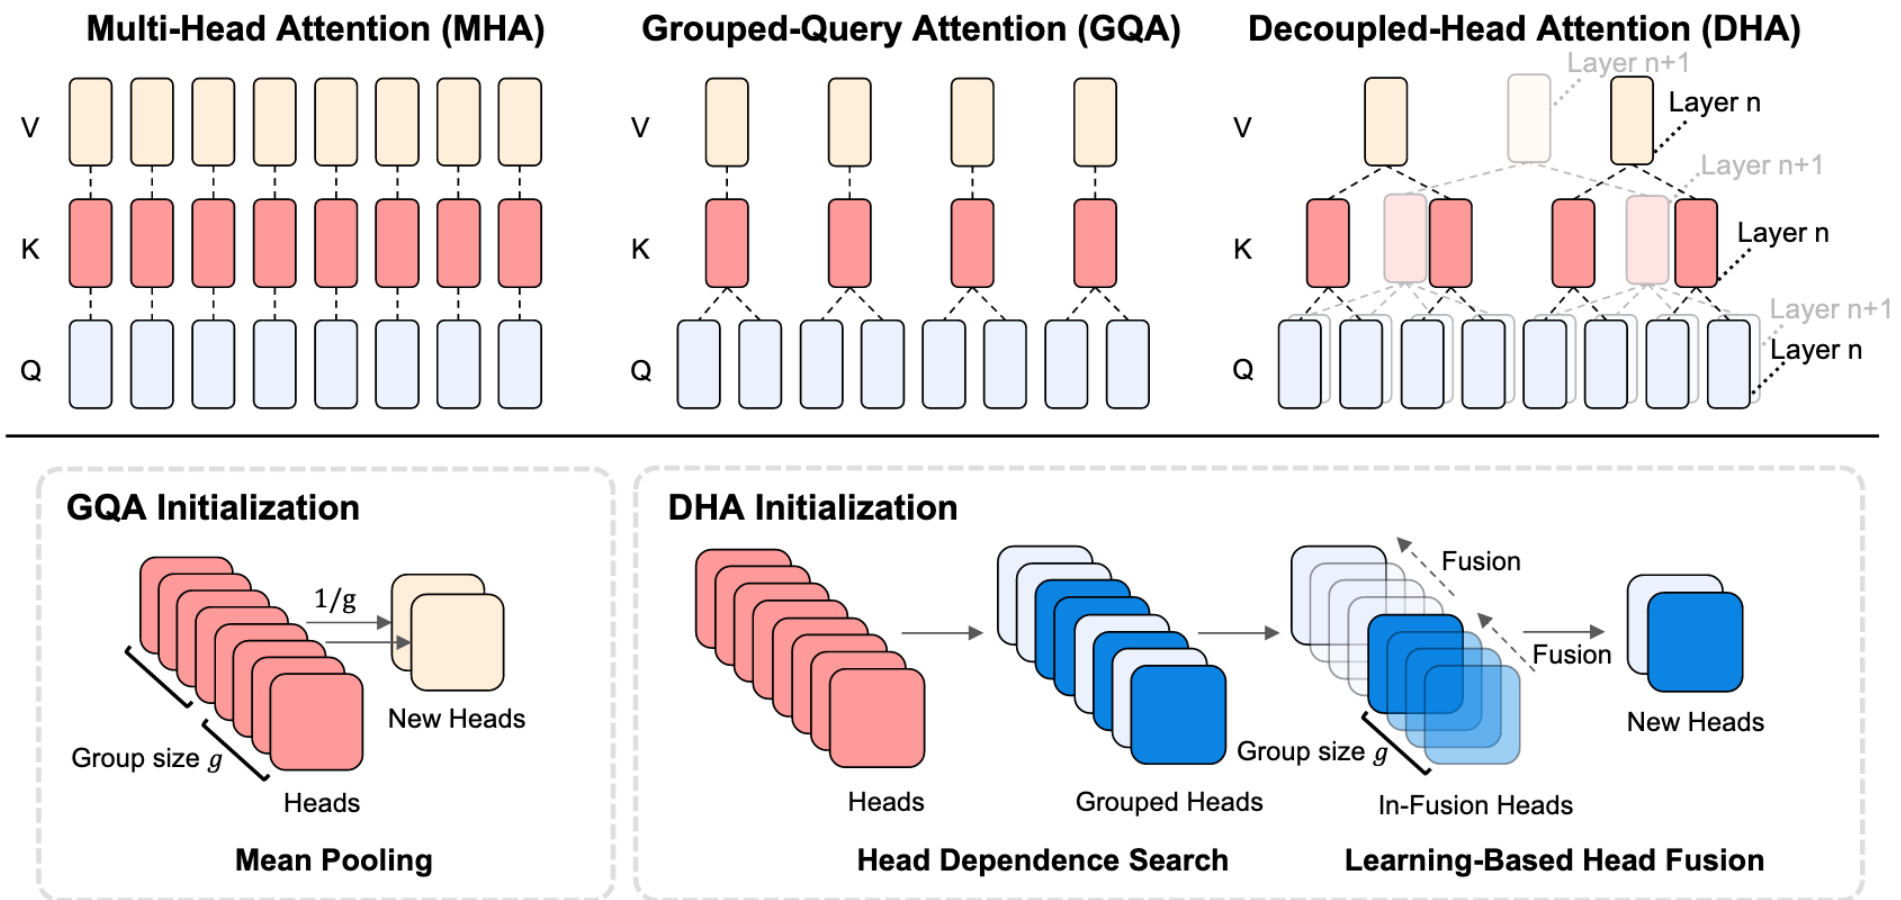 Multi-Head Attention (MHA)
V
K
Q
Grouped-Query Attention (GQA)
V
K
Q
Decoupled-Head Attention (DHA)
Layer n+1
Layer n
V
Layer n+1
K
Layer n
Layer n+1
Layer n
Q
GQA Initialization
1/g
New Heads
Group size g
Heads
Mean Pooling
DHA Initialization
Fusion
Fusion
New Heads
Group size g
Heads
Grouped Heads
In-Fusion Heads
Head Dependence Search
Learning-Based Head Fusion